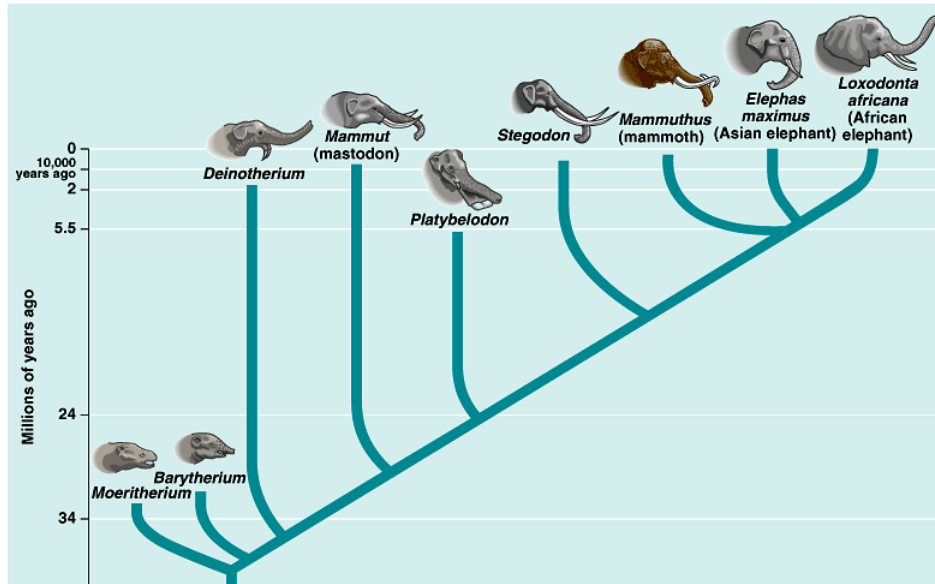 Deinotherium
Mammut
(mastodon)
Platybelodon
Stegodon
Mammuthus
(mammoth)
Elephas
maximus
(Asian elephant)
Loxodonta
africana
(African
elephant)
0
10,000
years ago
2
5.5
24
34
Millions of years ago
Moeritherium
Barytherium